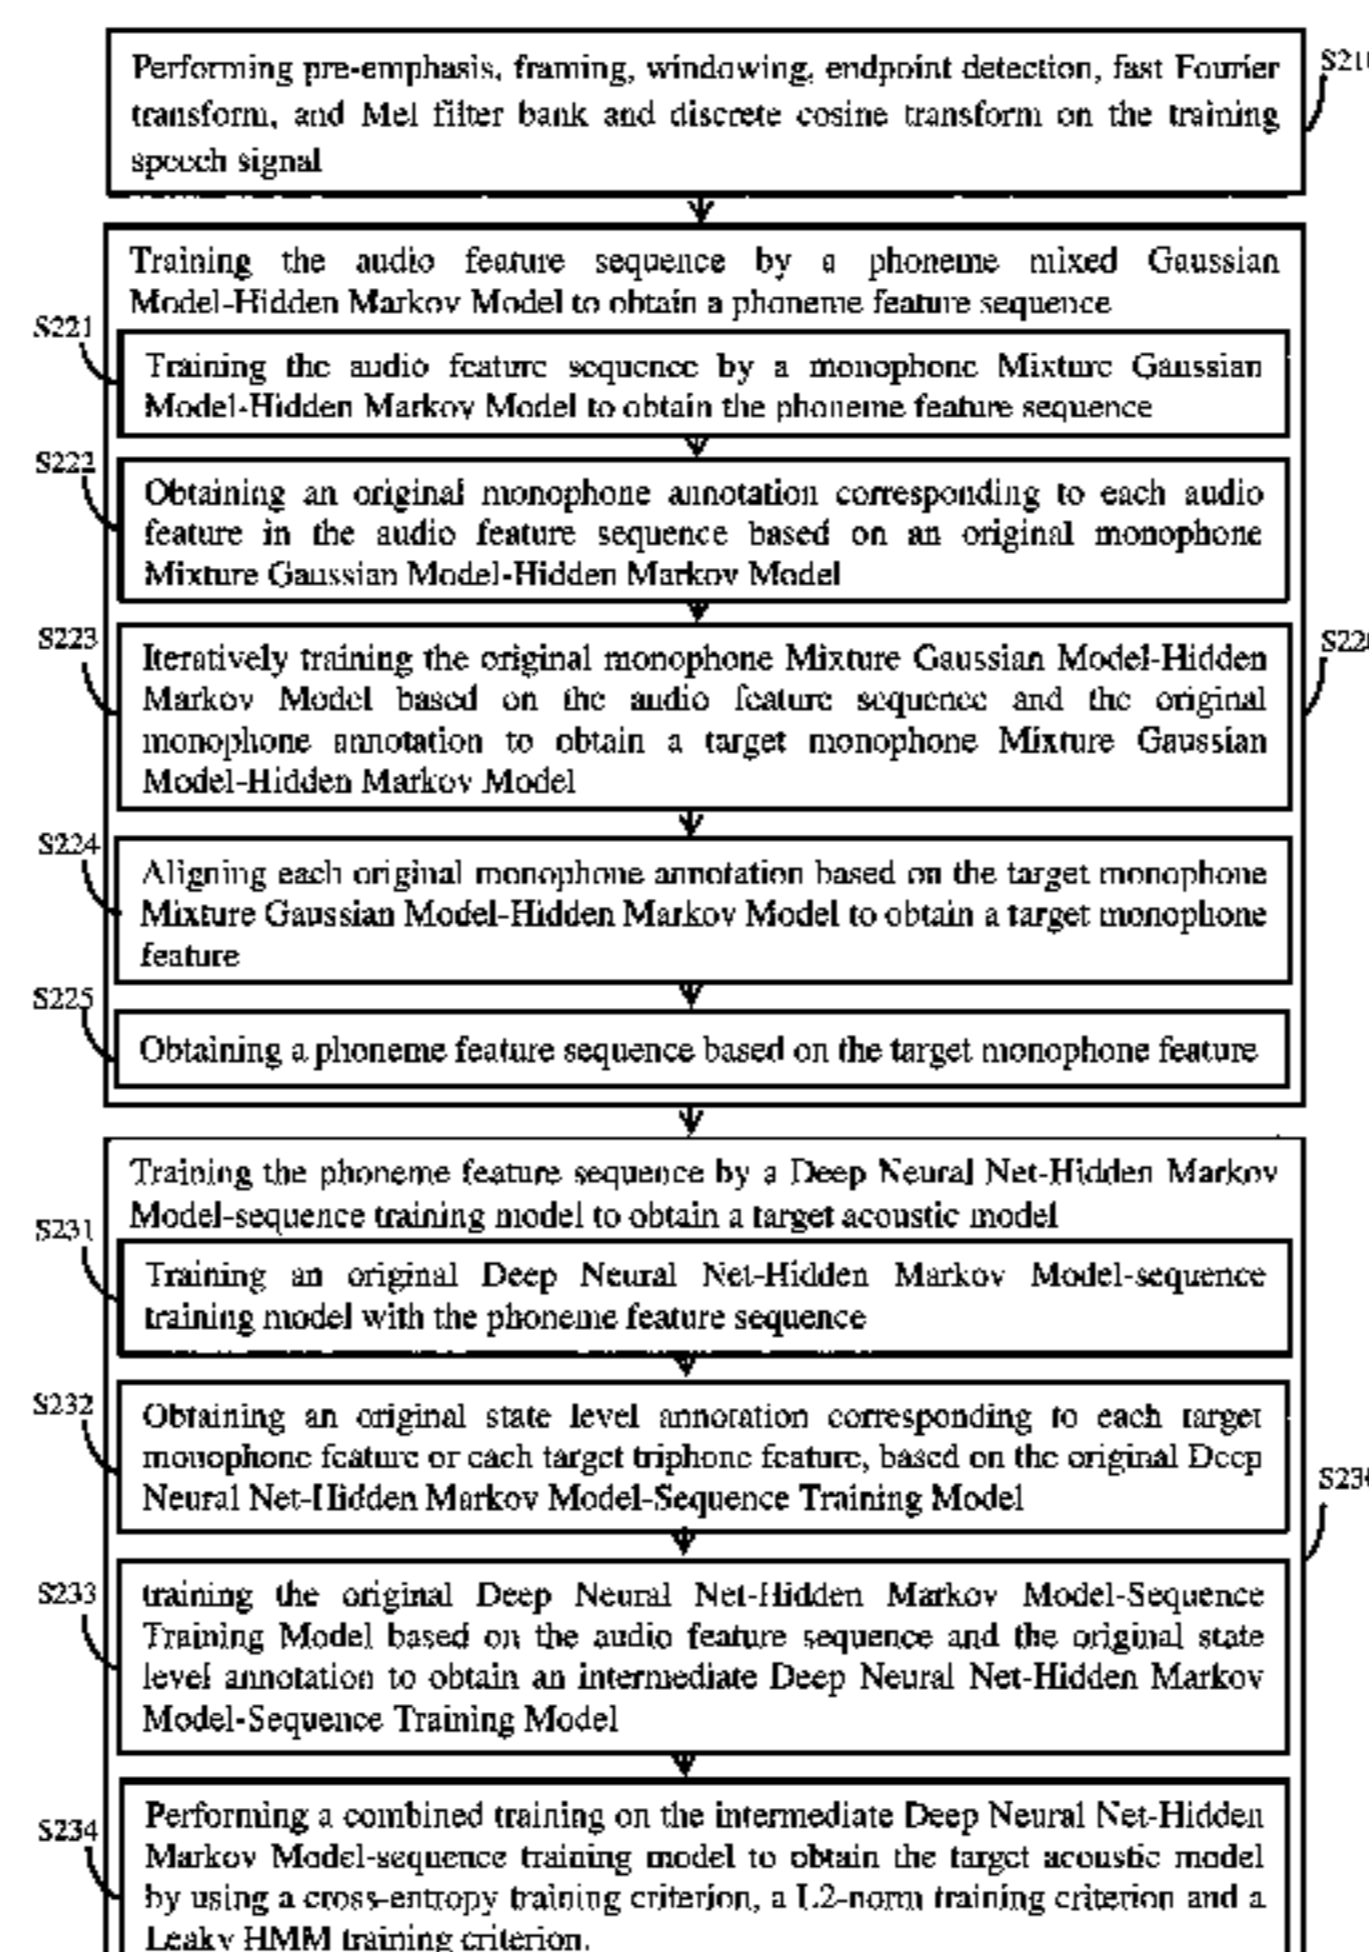 Performing pre-emphasis, framing, windowing, endpoint detection, fast Fourier
transform, and Mel filter bank and discrete cosine transform on the training
speech signal
Training the audio feature sequence by a phoneme mixed Gaussian
Model-Hidden Markov Model to obtain a phoneme feature sequence
S221
Training the audio feature sequence by a monophone Mixture Gaussian
Model-Hidden Markov Model to obtain the phoneme feature sequence
S222
Obtaining an original monophone annotation corresponding to each audio
feature in the audio feature sequence based on an original monophone
Mixture Gaussian Model-Hidden Markov Model
S223
Iteratively training the original monophone Mixture Gaussian Model-Hidden
Markov Model based on the audio feature sequence and the original
monophone annotation to obtain a target monophone Mixture Gaussian
Model-Hidden Markov Model
S224
Aligning each original monophone annotation based on the target monophone
Mixture Gaussian Model-Hidden Markov Model to obtain a target monophone
feature
S225
Obtaining a phoneme feature sequence based on the target monophone feature
Training the phoneme feature sequence by a Deep Neural Net-Hidden Markov
Model-sequence training model to obtain a target acoustic model
S231
Training an original Deep Neural Net-Hidden Markov Model-sequence
training model with the phoneme feature sequence
S232
Obtaining an original state level annotation corresponding to each target
monophone feature or each target triphone feature, based on the original Deep
Neural Net-Hidden Markov Model-Sequence Training Model
S233
training the original Deep Neural Net-Hidden Markov Model-Sequence
Training Model based on the audio feature sequence and the original state
level annotation to obtain an intermediate Deep Neural Net-Hidden Markov
Model-Sequence Training Model
S234
Performing a combined training on the intermediate Deep Neural Net-Hidden
Markov Model-sequence training model to obtain the target acoustic model
by using a cross-entropy training criterion, a L2-norm training criterion and a
Leaky HMM training criterion.